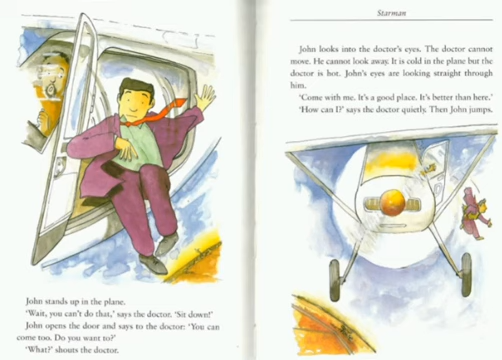 John stands up in the plane.
'Wait, you can't do that,' says the doctor. 'Sit down!'
John opens the door and says to the doctor: 'You can
come too. Do you want to?'
'What?' shouts the doctor.
Starman
John looks into the doctor's eyes. The doctor cannot
move. He cannot look away. It is cold in the plane but the
doctor is hot. John's eyes are looking straight through
him.
'Come with me. It's a good place. It's better than here.'
'How can I?' says the doctor quietly. Then John jumps.